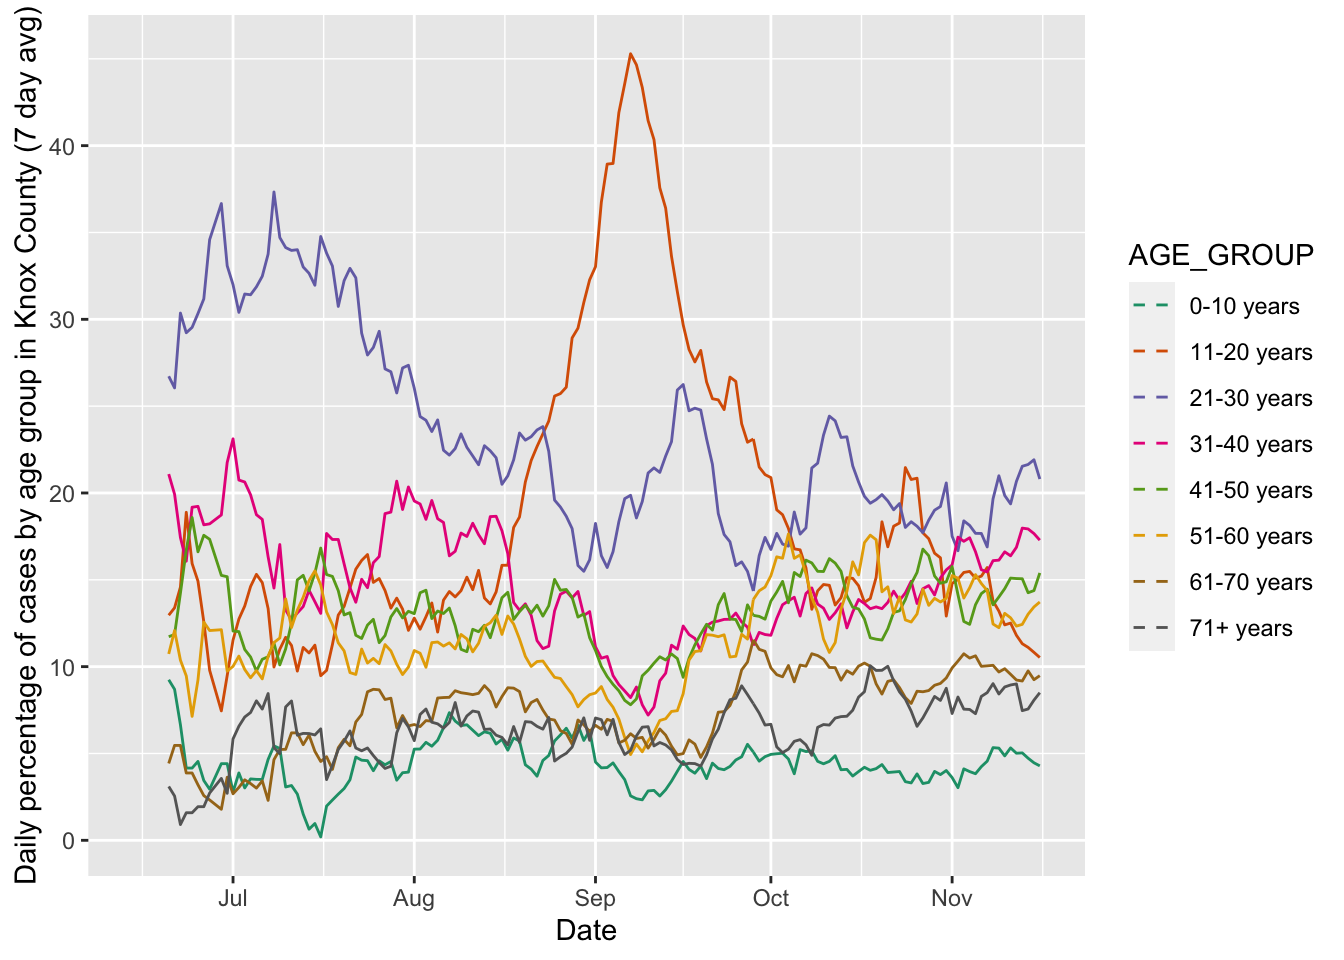 Daily percentage of cases by age group in Knox County (7 day avg)
40
30
20
10
0
Jul Aug Sep Oct Nov
Date
AGE_GROUP
0-10 years
11-20 years
21-30 years
31-40 years
41-50 years
51-60 years
61-70 years
71+ years